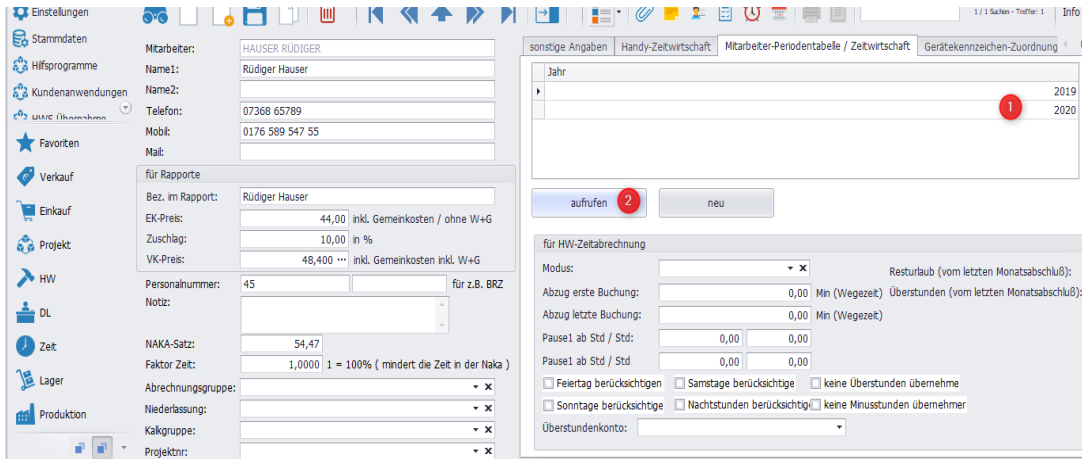 Einstellungen
1 / 1 Suchen - Treffer: 1
Info
Stammdaten
Hilfsprogramme
Kundenanwendungen
HWS Übernahme
Favoriten
Verkauf
Einkauf
Projekt
HW
DL
Zeit
Lager
Produktion
Mitarbeiter: HAUSER RÜDIGER
Name1: Rüdiger Hauser
Name2:
Telefon: 07368 65789
Mobil: 0176 589 547 55
Mail:
für Rapporte
Bez. im Rapport: Rüdiger Hauser
EK-Preis: 44,00 inkl. Gemeinkosten / ohne W+G
Zuschlag: 10,00 in %
VK-Preis: 48,400 ··· inkl. Gemeinkosten inkl. W+G
Personalnummer: 45 für z.B. BRZ
Notiz:
NAKA-Satz: 54,47
Faktor Zeit: 1,0000 1 = 100% ( mindert die Zeit in der Naka )
Abrechnungsgruppe: x
Niederlassung: x
Kalkgruppe: x
Projektnr: x
sonstige Angaben Handy-Zeitwirtschaft Mitarbeiter-Periodentabelle / Zeitwirtschaft Gerätekennzeichen-Zuordnung
Jahr
2019
1 2020
aufrufen 2 neu
für HW-Zeitabrechnung
Modus: x Resturlaub (vom letzten Monatsabschluß):
Abzug erste Buchung: 0,00 Min (Wegezeit) Überstunden (vom letzten Monatsabschluß):
Abzug letzte Buchung: 0,00 Min (Wegezeit)
Pause1 ab Std / Std: 0,00 0,00
Pause1 ab Std / Std 0,00 0,00
Feiertag berücksichtigen Samstage berücksichtige keine Überstunden übernehme
Sonntage berücksichtige Nachtstunden berücksichtig keine Minusstunden übernehmer
Überstundenkonto: